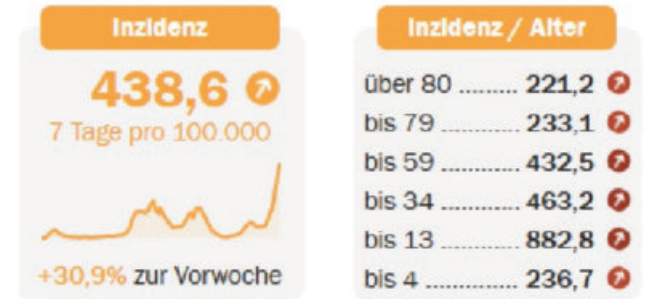 Inzidenz
438,6
7 Tage pro 100.000
+30,9% zur Vorwoche
Inzidenz / Alter
über 80 ......... 221,2
bis 79 ............ 233,1
bis 59 ............ 432,5
bis 34 ............ 463,2
bis 13 ............ 882,8
bis 4 .............. 236,7